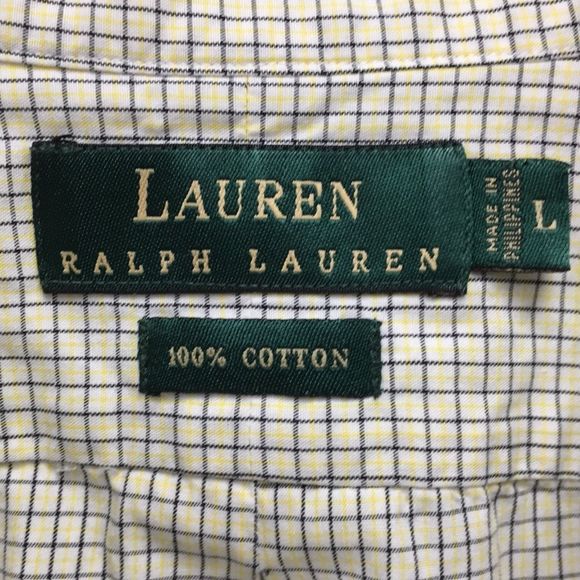 LAUREN
RALPH LAUREN
MADE IN
PHILIPPINES
L
100% COTTON